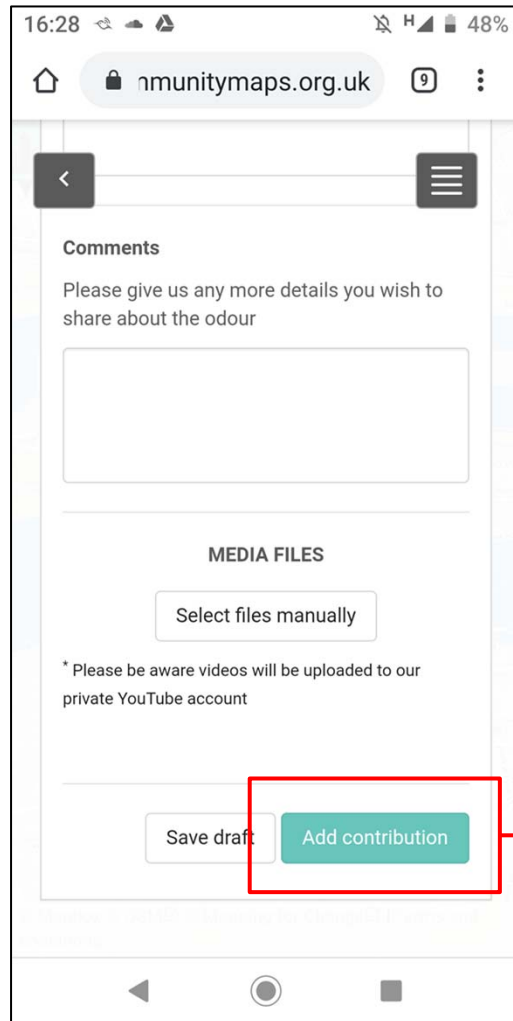 16:28 H 48%
nmunitymaps.org.uk 9
Comments
Please give us any more details you wish to
share about the odour
MEDIA FILES
Select files manually
* Please be aware videos will be uploaded to our
private YouTube account
Save draft Add contribution